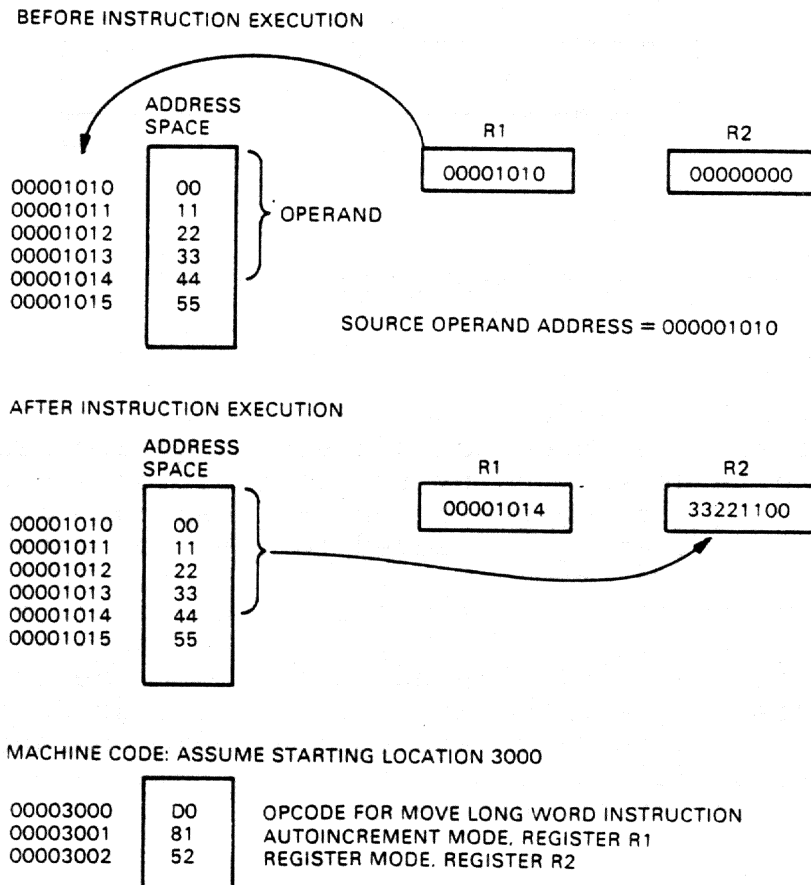 BEFORE INSTRUCTION EXECUTION
ADDRESS SPACE
R1
R2
00001010
00000000
00001010 00
00001011 11
00001012 22
00001013 33
00001014 44
00001015 55
OPERAND
SOURCE OPERAND ADDRESS = 000001010
AFTER INSTRUCTION EXECUTION
ADDRESS SPACE
R1
R2
00001014
33221100
00001010 00
00001011 11
00001012 22
00001013 33
00001014 44
00001015 55
MACHINE CODE: ASSUME STARTING LOCATION 3000
00003000 D0 OPCODE FOR MOVE LONG WORD INSTRUCTION
00003001 81 AUTOINCREMENT MODE, REGISTER R1
00003002 52 REGISTER MODE, REGISTER R2